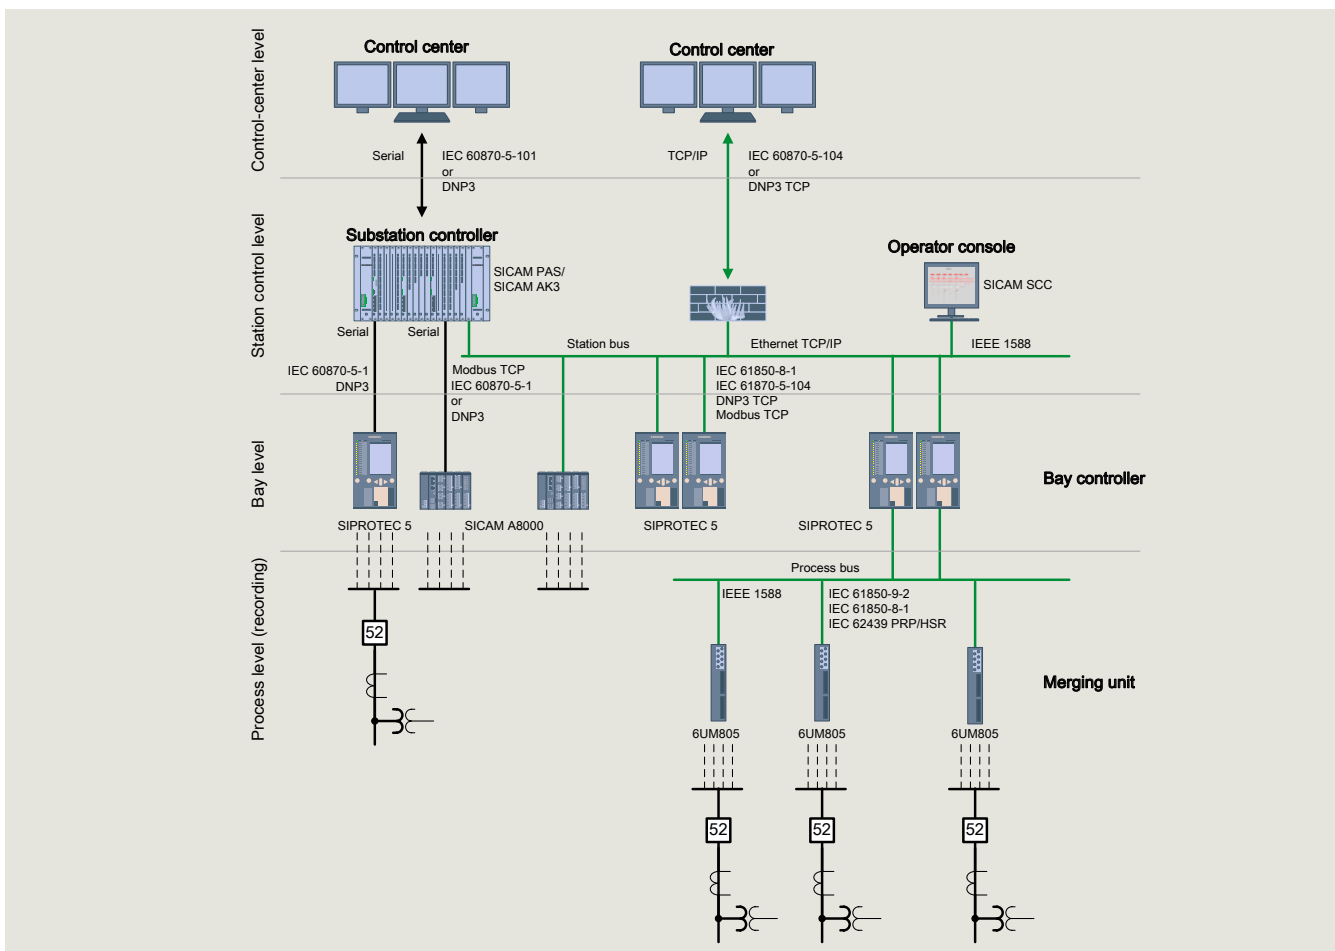 Control-center level
Control center
Control center
Serial
IEC 60870-5-101
or
DNP3
TCP/IP
IEC 60870-5-104
or
DNP3 TCP
Station control level
Substation controller
SICAM PAS/
SICAM AK3
Operator console
SICAM SCC
Serial
Serial
Station bus
Ethernet TCP/IP
IEEE 1588
IEC 60870-5-1
DNP3
Modbus TCP
IEC 60870-5-1
or
DNP3
IEC 61850-8-1
IEC 61870-5-104
DNP3 TCP
Modbus TCP
Bay level
Bay controller
SIPROTEC 5
SICAM A8000
SIPROTEC 5
SIPROTEC 5
Process level (recording)
Process bus
IEEE 1588
IEC 61850-9-2
IEC 61850-8-1
IEC 62439 PRP/HSR
52
Merging unit
6UM805
6UM805
6UM805
52
52
52